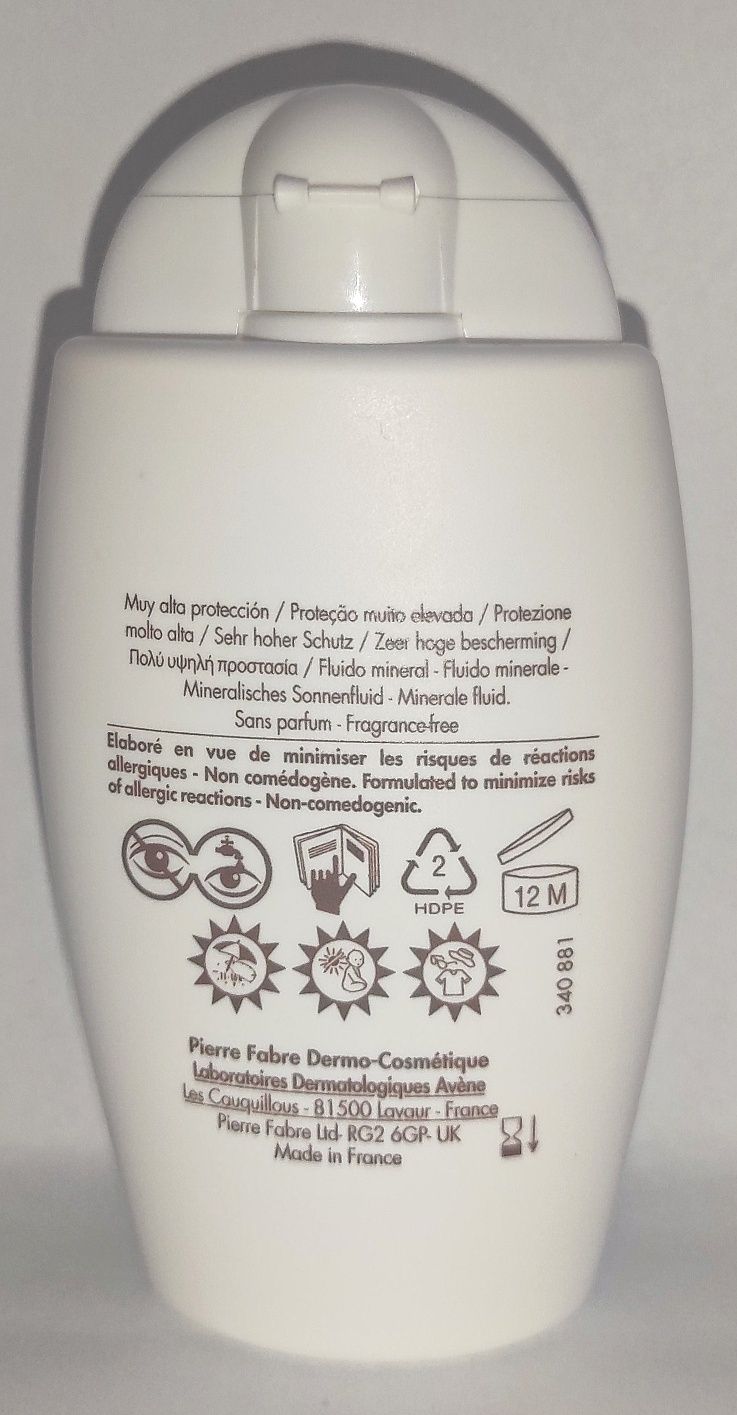 Muy alta protección / Proteção muito elevada / Protezione
molto alta / Sehr hoher Schutz / Zeer hoge bescherming /
Πολύ υψηλή προστασία / Fluido mineral - Fluido minerale -
Mineralisches Sonnenfluid - Minerale fluid.
Sans parfum - Fragrance-free
Elaboré en vue de minimiser les risques de réactions
allergiques - Non comédogène. Formulated to minimize risks
of allergic reactions - Non-comedogenic.
2
HDPE
12 M
340 881
Pierre Fabre Dermo-Cosmétique
Laboratoires Dermatologiques Avène
Les Cauquillous - 81500 Lavaur - France
Pierre Fabre Ltd- RG2 6GP- UK
Made in France